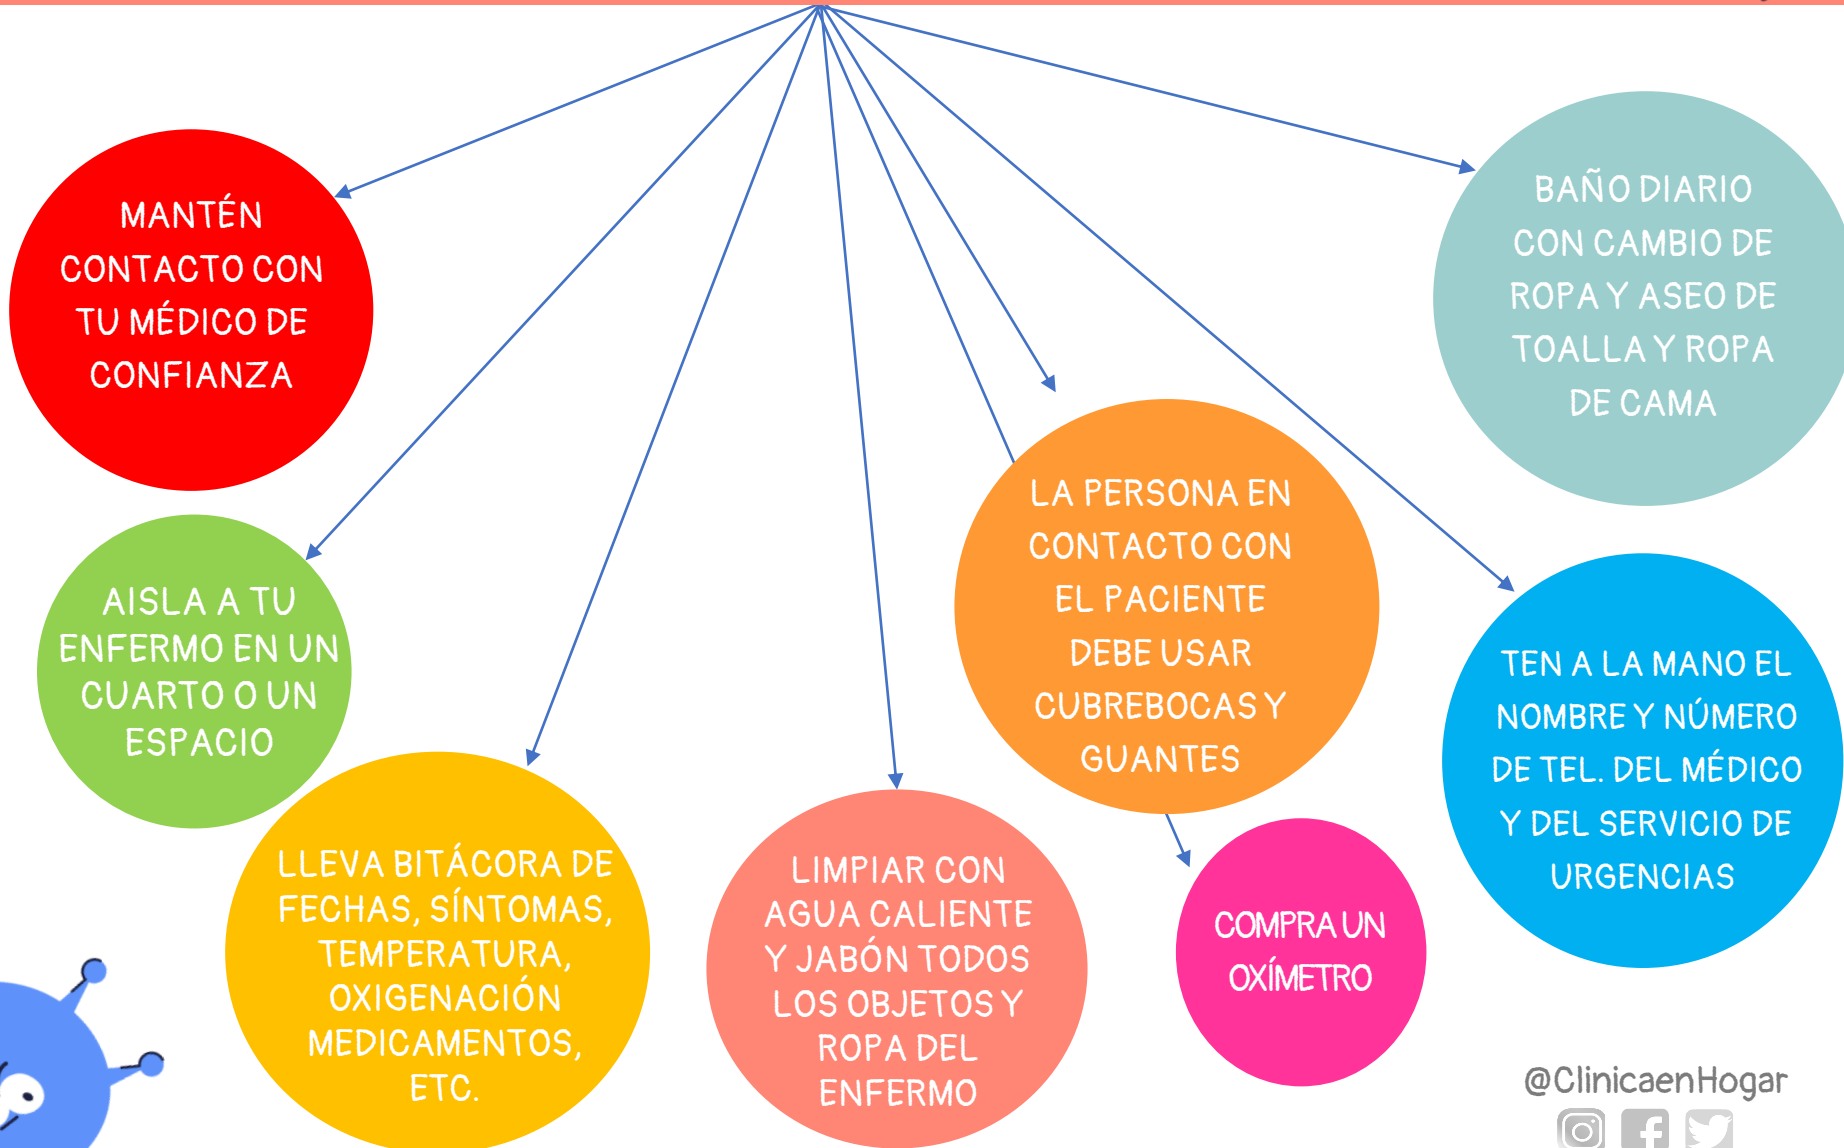 MANTÉN
CONTACTO CON
TU MÉDICO DE
CONFIANZA
AISLA A TU
ENFERMO EN UN
CUARTO O UN
ESPACIO
LLEVA BITÁCORA DE
FECHAS, SÍNTOMAS,
TEMPERATURA,
OXIGENACIÓN
MEDICAMENTOS,
ETC.
LIMPIAR CON
AGUA CALIENTE
Y JABÓN TODOS
LOS OBJETOS Y
ROPA DEL
ENFERMO
LA PERSONA EN
CONTACTO CON
EL PACIENTE
DEBE USAR
CUBREBOCAS Y
GUANTES
COMPRA UN
OXÍMETRO
BAÑO DIARIO
CON CAMBIO DE
ROPA Y ASEO DE
TOALLA Y ROPA
DE CAMA
TEN A LA MANO EL
NOMBRE Y NÚMERO
DE TEL. DEL MÉDICO
Y DEL SERVICIO DE
URGENCIAS
@ClinicaenHogar